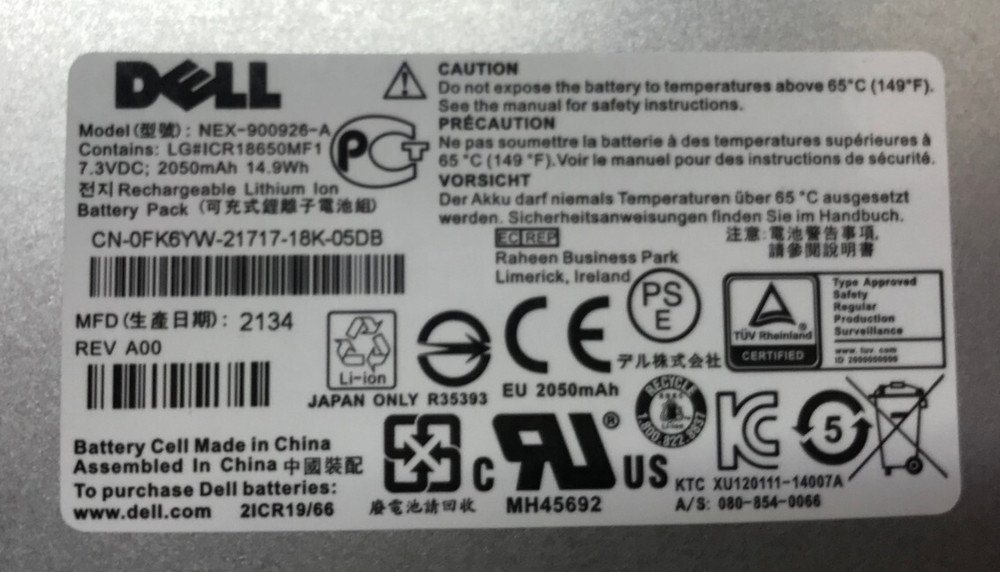 DELL
Model (型號) : NEX-900926-A
Contains: LG#ICR18650MF1
7.3VDC; 2050mAh 14.9Wh
전지 Rechargeable Lithium Ion
Battery Pack (可充式鋰離子電池組)
CN-0FK6YW-21717-18K-05DB
MFD (生產日期) : 2134
REV A00
Battery Cell Made in China
Assembled In China 中國裝配
To purchase Dell batteries:
www.dell.com 2ICR19/66
CAUTION
Do not expose the battery to temperatures above 65°C (149°F).
See the manual for safety instructions.
PRÉCAUTION
Ne pas soumettre la batterie à des temperatures supérieures à
65 °C (149 °F).Voir le manuel pour des instructions de sécurité.
VORSICHT
Der Akku darf niemals Temperaturen über 65 °C ausgesetzt
werden. Sicherheitsanweisungen finden Sie im Handbuch.
EC REP
Raheen Business Park
Limerick, Ireland
注意:電池警告事項,
請參閱說明書
PS
E
デル株式会社
TÜV Rheinland
CERTIFIED
Type Approved
Safety
Regular
Production
Surveillance
www.tuv.com
ID 2000000000
Li-ion
JAPAN ONLY R35393
CE
EU 2050mAh
RECYCLE
Li-ion
1.800.822.8837
廢電池請回收
C
US
MH45692
KC
5
KTC XU120111-14007A
A/S: 080-854-0066